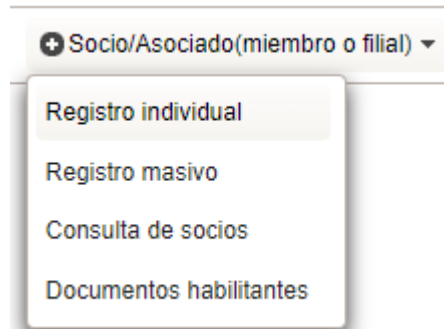 Socio/Asociado(miembro o filial)
Registro individual
Registro masivo
Consulta de socios
Documentos habilitantes